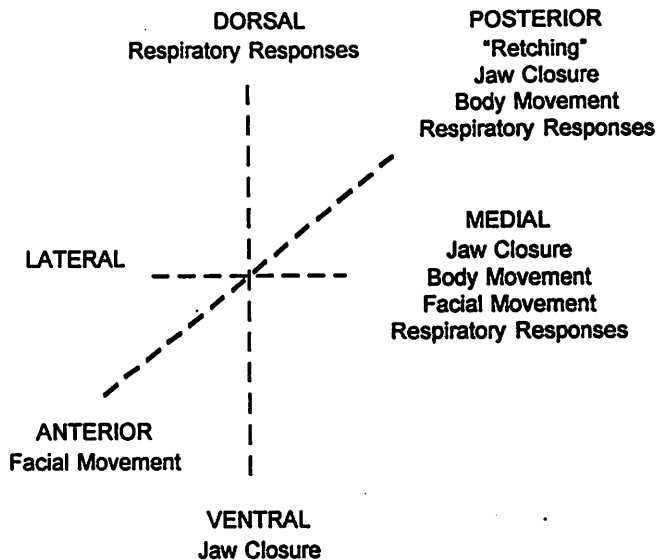 DORSAL
Respiratory Responses
POSTERIOR
"Retching"
Jaw Closure
Body Movement
Respiratory Responses
LATERAL
MEDIAL
Jaw Closure
Body Movement
Facial Movement
Respiratory Responses
ANTERIOR
Facial Movement
VENTRAL
Jaw Closure